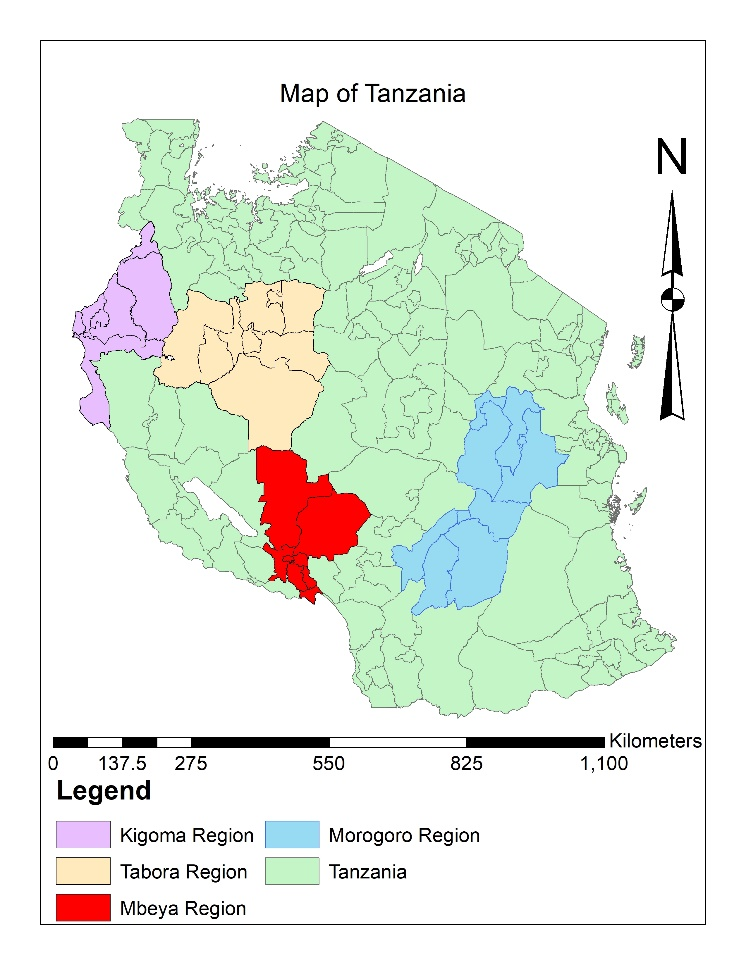 Map of Tanzania
N
Kilometers
0 137.5 275 550 825 1,100
Legend
Kigoma Region
Morogoro Region
Tabora Region
Tanzania
Mbeya Region